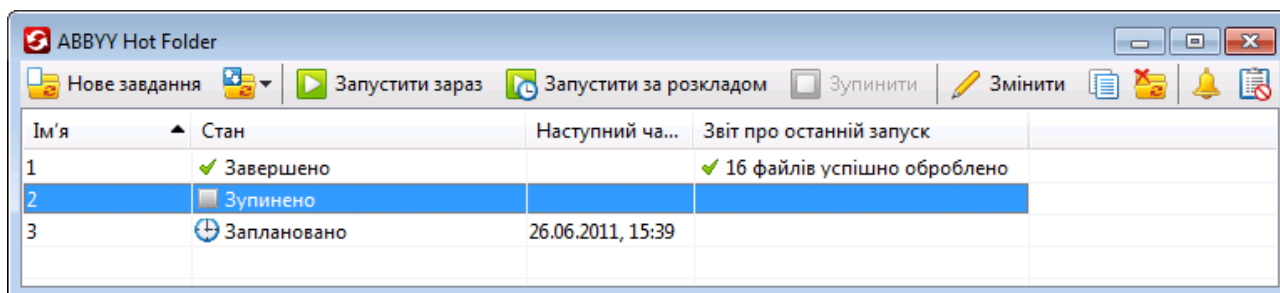 ABBYY Hot Folder
Нове завдання Запустити зараз Запустити за розкладом Зупинити Змінити
Ім'я Стан Наступний ча... Звіт про останній запуск
1 Завершено 16 файлів успішно оброблено
2 Зупинено
3 Заплановано 26.06.2011, 15:39